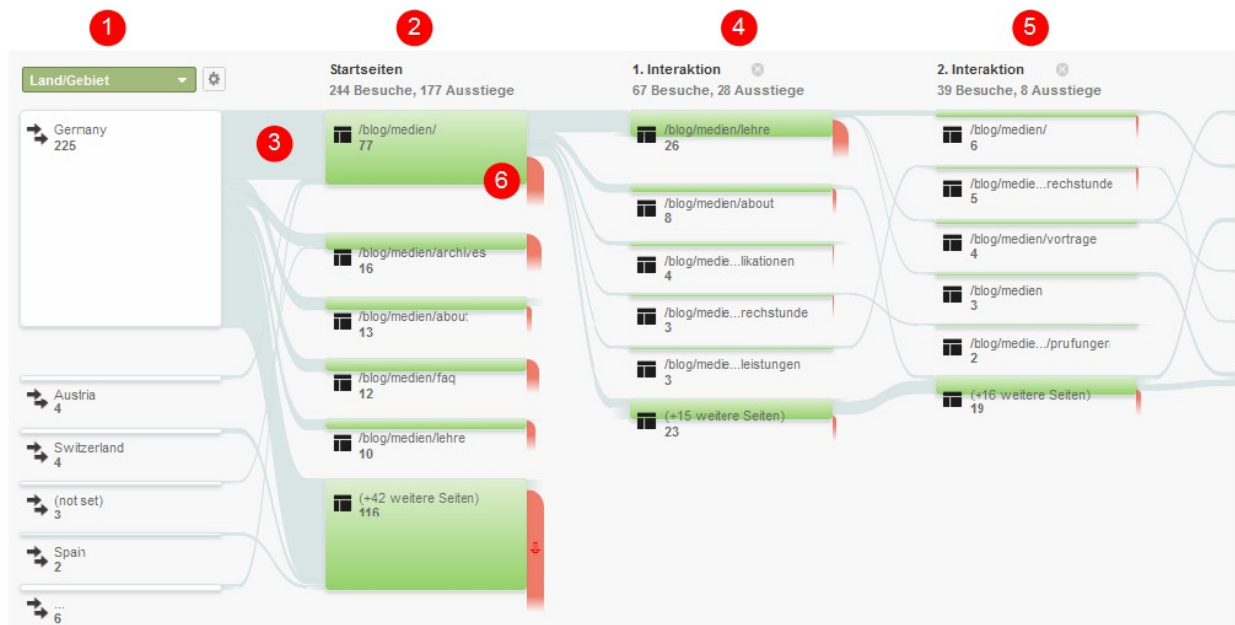 1
2
4
5
Land/Gebiet
Startseiten
244 Besuche, 177 Ausstiege
1. Interaktion
67 Besuche, 28 Ausstiege
2. Interaktion
39 Besuche, 8 Ausstiege
Germany
225
3
/blog/medien/
77
6
/blog/medien/lehre
26
/blog/medien/
6
/blog/medie...rechstunde
5
/blog/medien/about
8
/blog/medien/vortrage
4
/blog/medien/archives
16
/blog/medie...likationen
4
/blog/medien
3
/blog/medien/about
13
/blog/medie...rechstunde
3
/blog/medie.../prufungen
2
/blog/medien/faq
12
/blog/medie...leistungen
3
(+16 weitere Seiten)
19
Austria
4
(+15 weitere Seiten)
23
/blog/medien/lehre
10
Switzerland
4
(not set)
3
(+42 weitere Seiten)
116
Spain
2
...
6